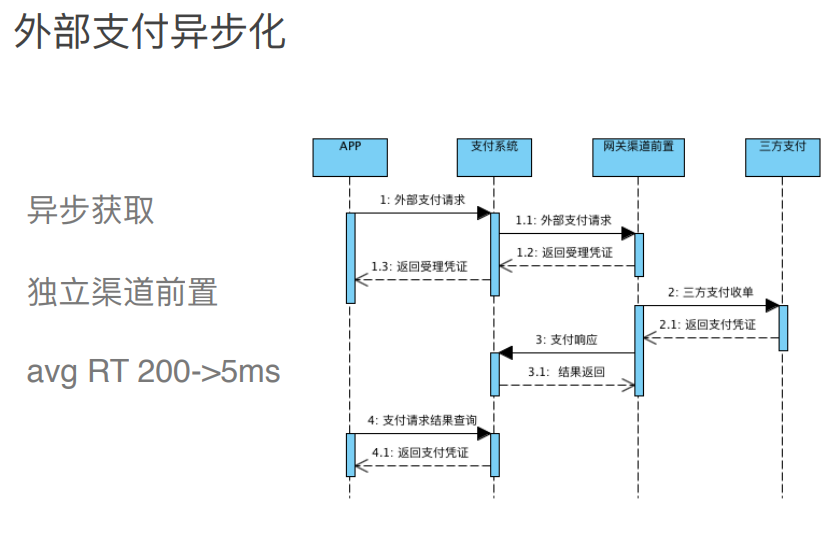 外部支付异步化
APP
支付系统
网关渠道前置
三方支付
异步获取
独立渠道前置
avg RT 200->5ms
1: 外部支付请求
1.1: 外部支付请求
1.2: 返回受理凭证
1.3: 返回受理凭证
2: 三方支付收单
2.1: 返回支付凭证
3: 支付响应
3.1: 结果返回
4: 支付请求结果查询
4.1: 返回支付凭证